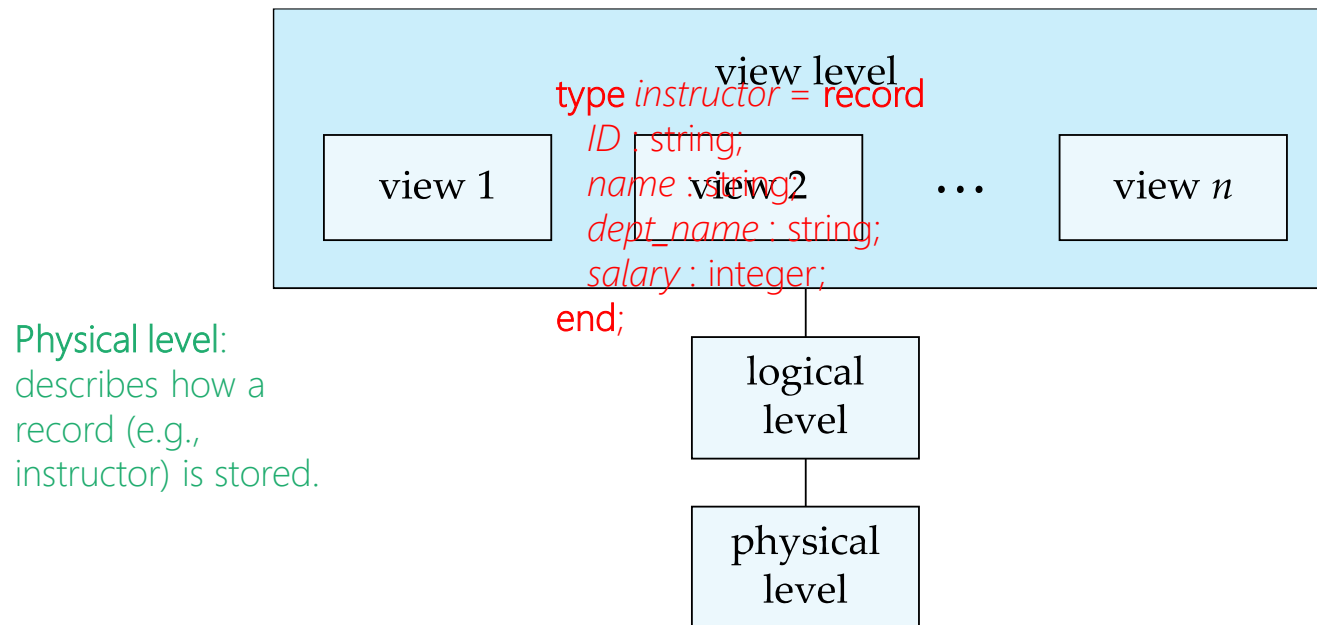 view level
type instructor = record
ID : string;
name : string;
dept_name : string;
salary : integer;
end;
view 1
view 2
...
view n
Physical level:
describes how a
record (e.g.,
instructor) is stored.
logical
level
physical
level